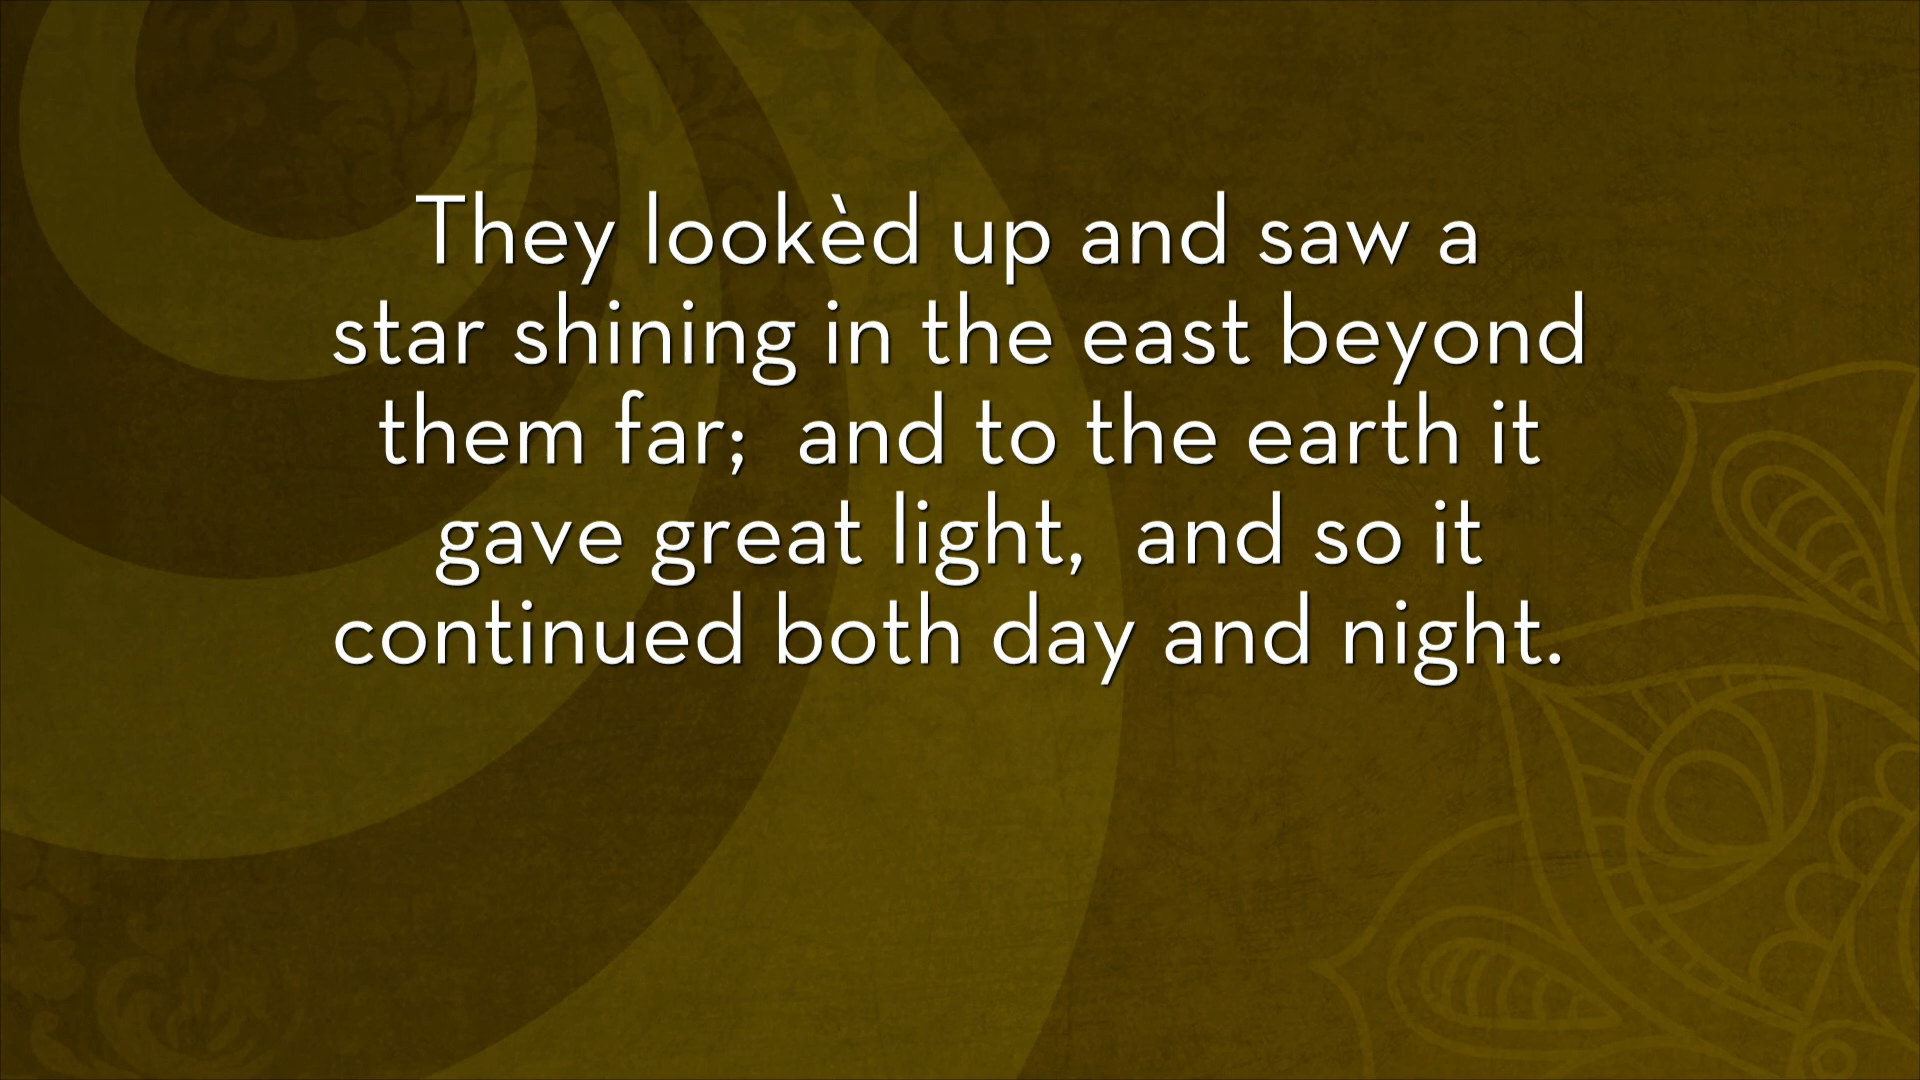 They lookèd up and saw a
star shining in the east beyond
them far;  and to the earth it
gave great light,  and so it
continued both day and night.